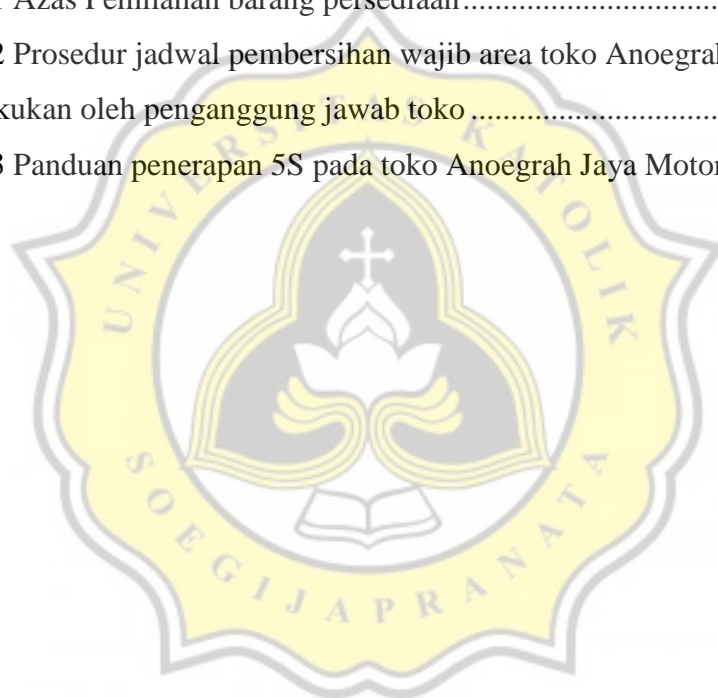 Azas Pemilahan barang persediaan................................
2 Prosedur jadwal pembersihan wajib area toko Anoegrah
kukan oleh penganggung jawab toko................................
3 Panduan penerapan 5S pada toko Anoegrah Jaya Motor
UNIVERSITAS KATOLIK
SOEGIJAPRANATA